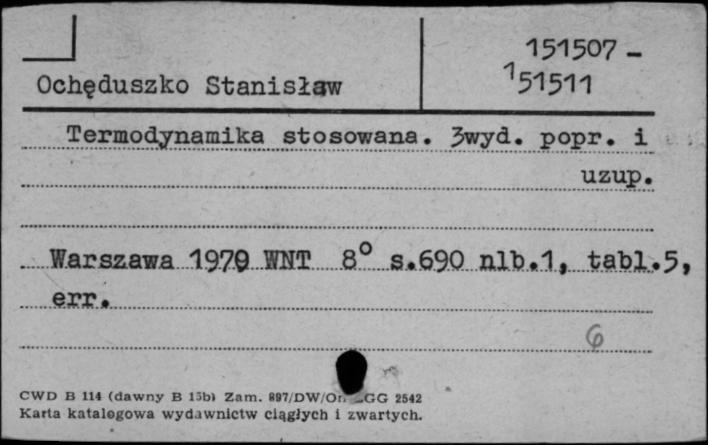 151507 -
Ochęduszko Stanisław 151511
Termodynamika stosowana. 3wyd. popr. i
uzup.
Warszawa 1970 WNT 8° s.690 nlb.1, tabl.5,
err.
6
CWD B 114 (dawny B 15b) Zam. 897/DW/ GG 2542
Karta katalogowa wydawnictw ciągłych i zwartych.